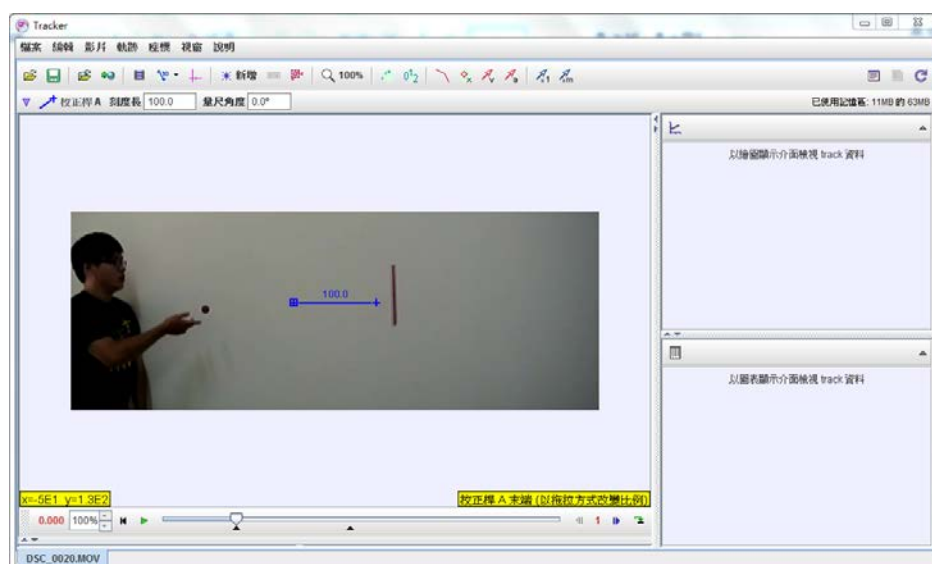 Tracker
檔案 編輯 影片 軌跡 座標 視窗 說明
新增 100%
校正桿 A 刻度長 100.0 量尺角度 0.0° 已使用記憶區: 11MB 的 63MB
以繪圖顯示介面檢視 track 資料
100.0
以圖表顯示介面檢視 track 資料
x=-5E1 y=1.3E2 校正桿 A 末端 (以拖拉方式改變比例)
0.000 100% 1
DSC_0020.MOV